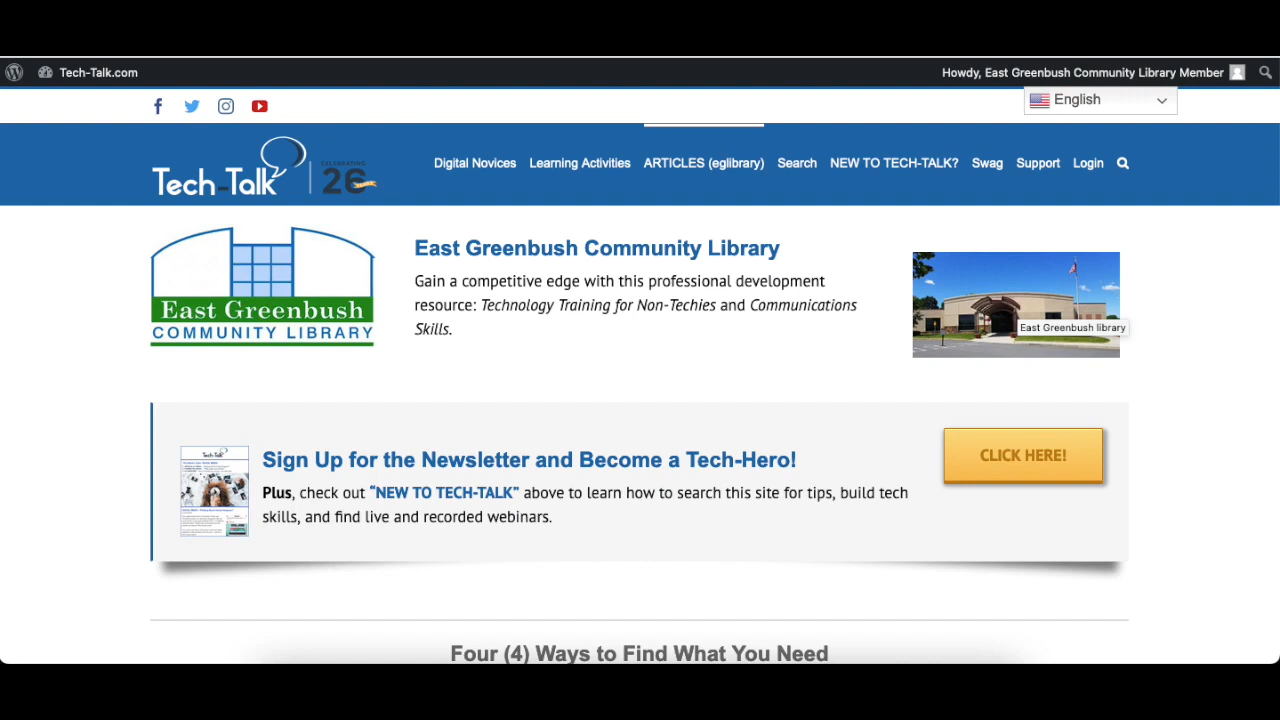 Tech-Talk.com
Howdy, East Greenbush Community Library Member
English
Tech-Talk
CELEBRATING
26
Digital Novices
Learning Activities
ARTICLES (eglibrary)
Search
NEW TO TECH-TALK?
Swag
Support
Login
East Greenbush
COMMUNITY LIBRARY
East Greenbush Community Library
Gain a competitive edge with this professional development
resource: Technology Training for Non-Techies and Communications
Skills.
East Greenbush library
Tech-Talk
Sign Up for the Newsletter and Become a Tech-Hero!
Plus, check out “NEW TO TECH-TALK” above to learn how to search this site for tips, build tech
skills, and find live and recorded webinars.
CLICK HERE!
Four (4) Ways to Find What You Need